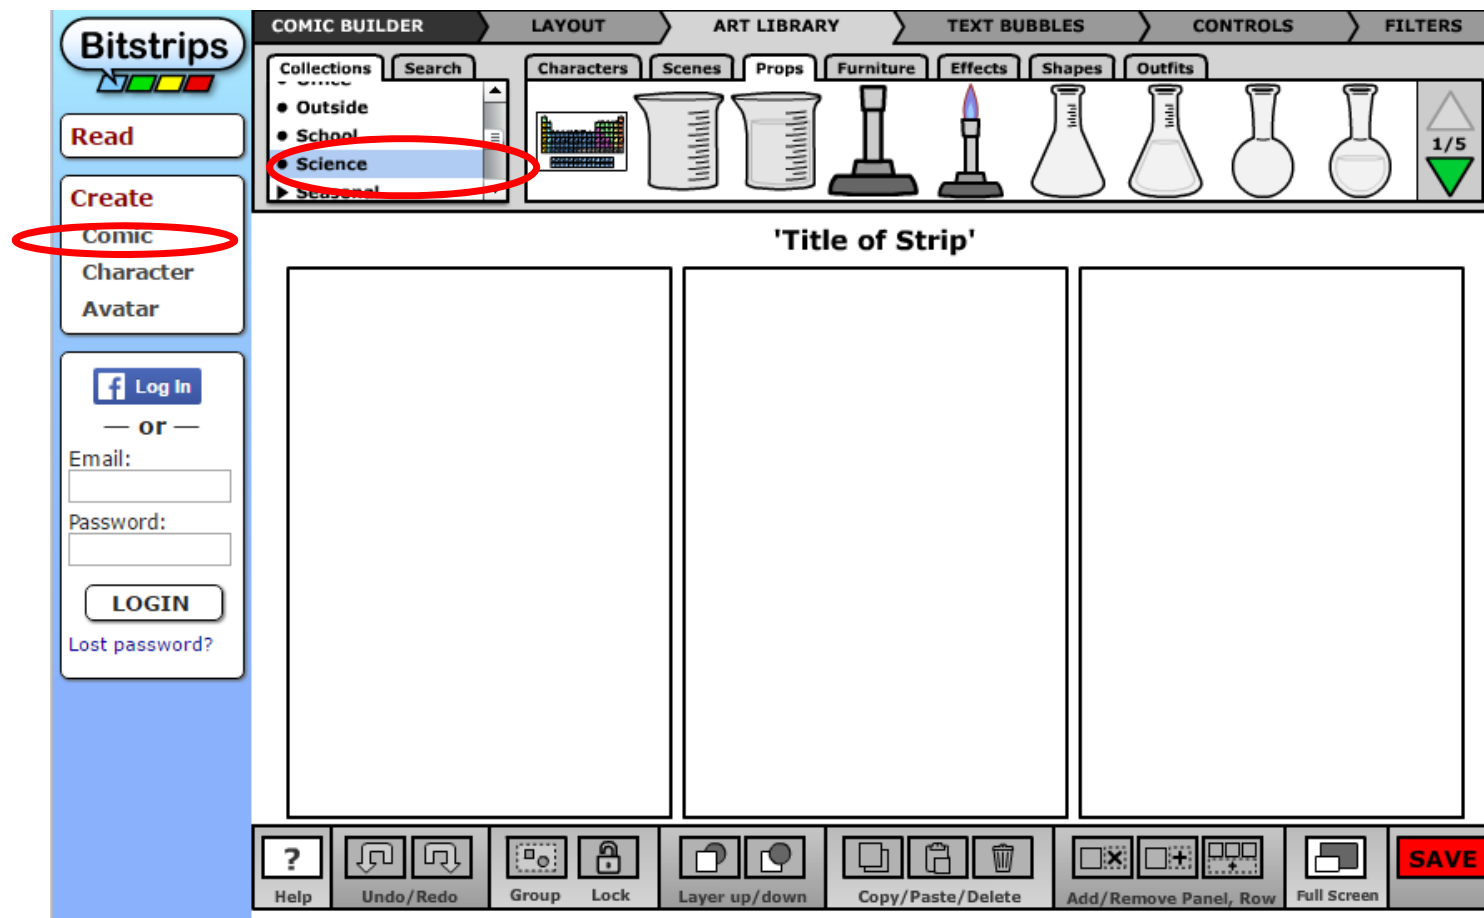 Bitstrips
Read
Create
Comic
Character
Avatar
f Log In
— or —
Email:
Password:
LOGIN
Lost password?
COMIC BUILDER
LAYOUT
ART LIBRARY
TEXT BUBBLES
CONTROLS
FILTERS
Collections
Search
Characters
Scenes
Props
Furniture
Effects
Shapes
Outfits
Office
Outside
School
Science
Seasonal
1/5
'Title of Strip'
?
Help
Undo/Redo
Group
Lock
Layer up/down
Copy/Paste/Delete
Add/Remove Panel, Row
Full Screen
SAVE